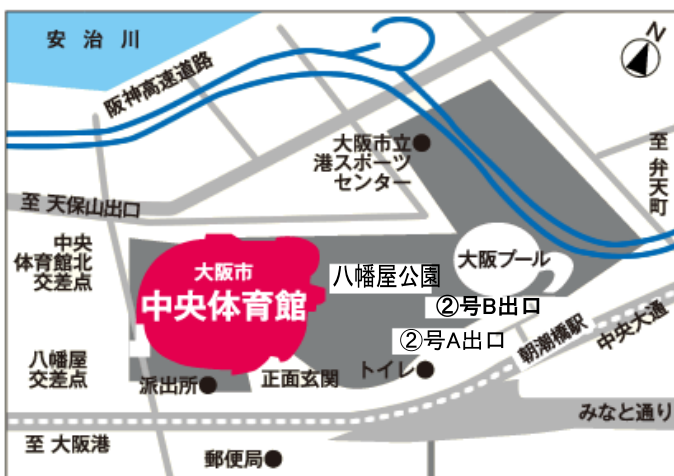 安治川
N
阪神高速道路
大阪市立
港スポーツ
センター
至 弁天町
至 天保山出口
中央
体育館北
交差点
大阪市
中央体育館
八幡屋公園
大阪プール
②号B出口
②号A出口
朝潮橋駅
中央大通
八幡屋
交差点
派出所
正面玄関
トイレ
みなと通り
至 大阪港
郵便局